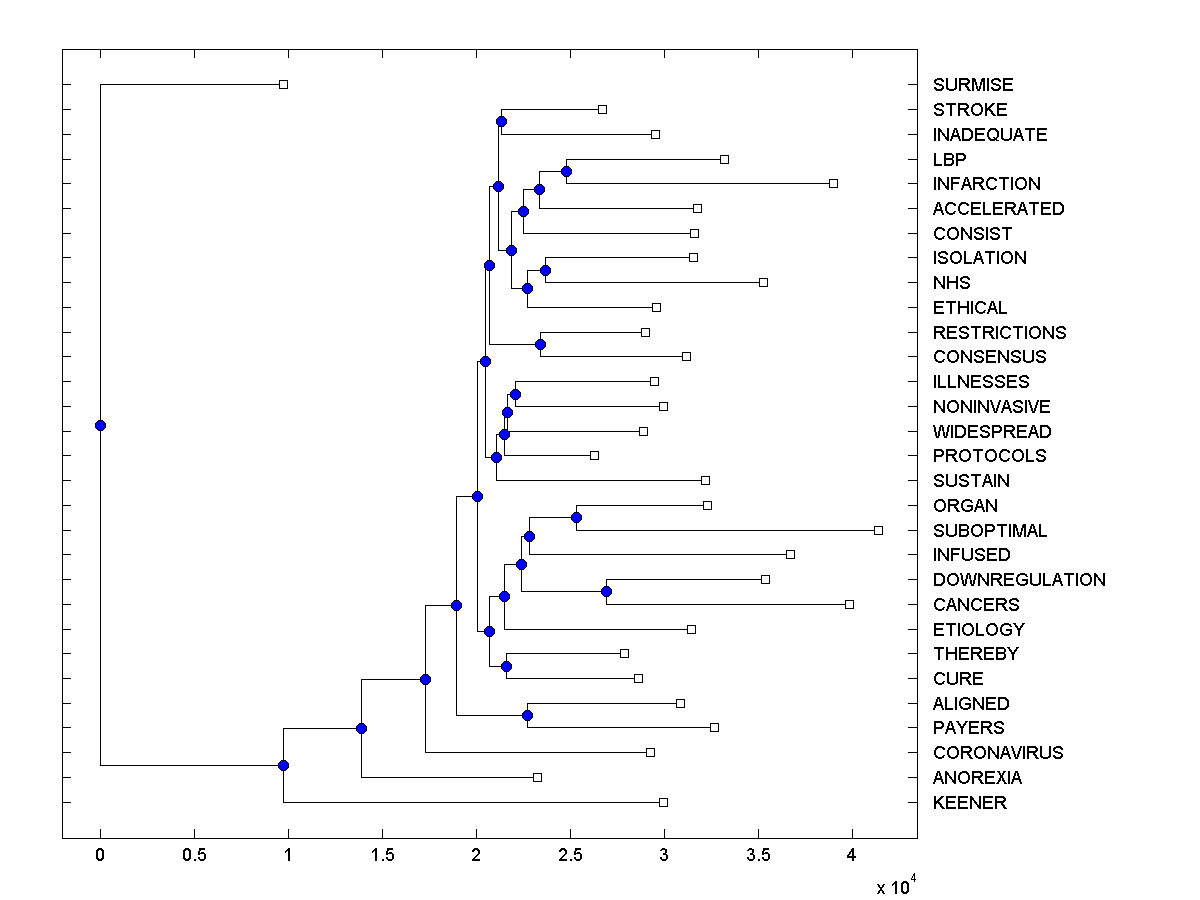 SURMISE
STROKE
INADEQUATE
LBP
INFARCTION
ACCELERATED
CONSIST
ISOLATION
NHS
ETHICAL
RESTRICTIONS
CONSENSUS
ILLNESSES
NONINVASIVE
WIDESPREAD
PROTOCOLS
SUSTAIN
ORGAN
SUBOPTIMAL
INFUSED
DOWNREGULATION
CANCERS
ETIOLOGY
THEREBY
CURE
ALIGNED
PAYERS
CORONAVIRUS
ANOREXIA
KEENER
0 0.5 1 1.5 2 2.5 3 3.5 4
x 10^4